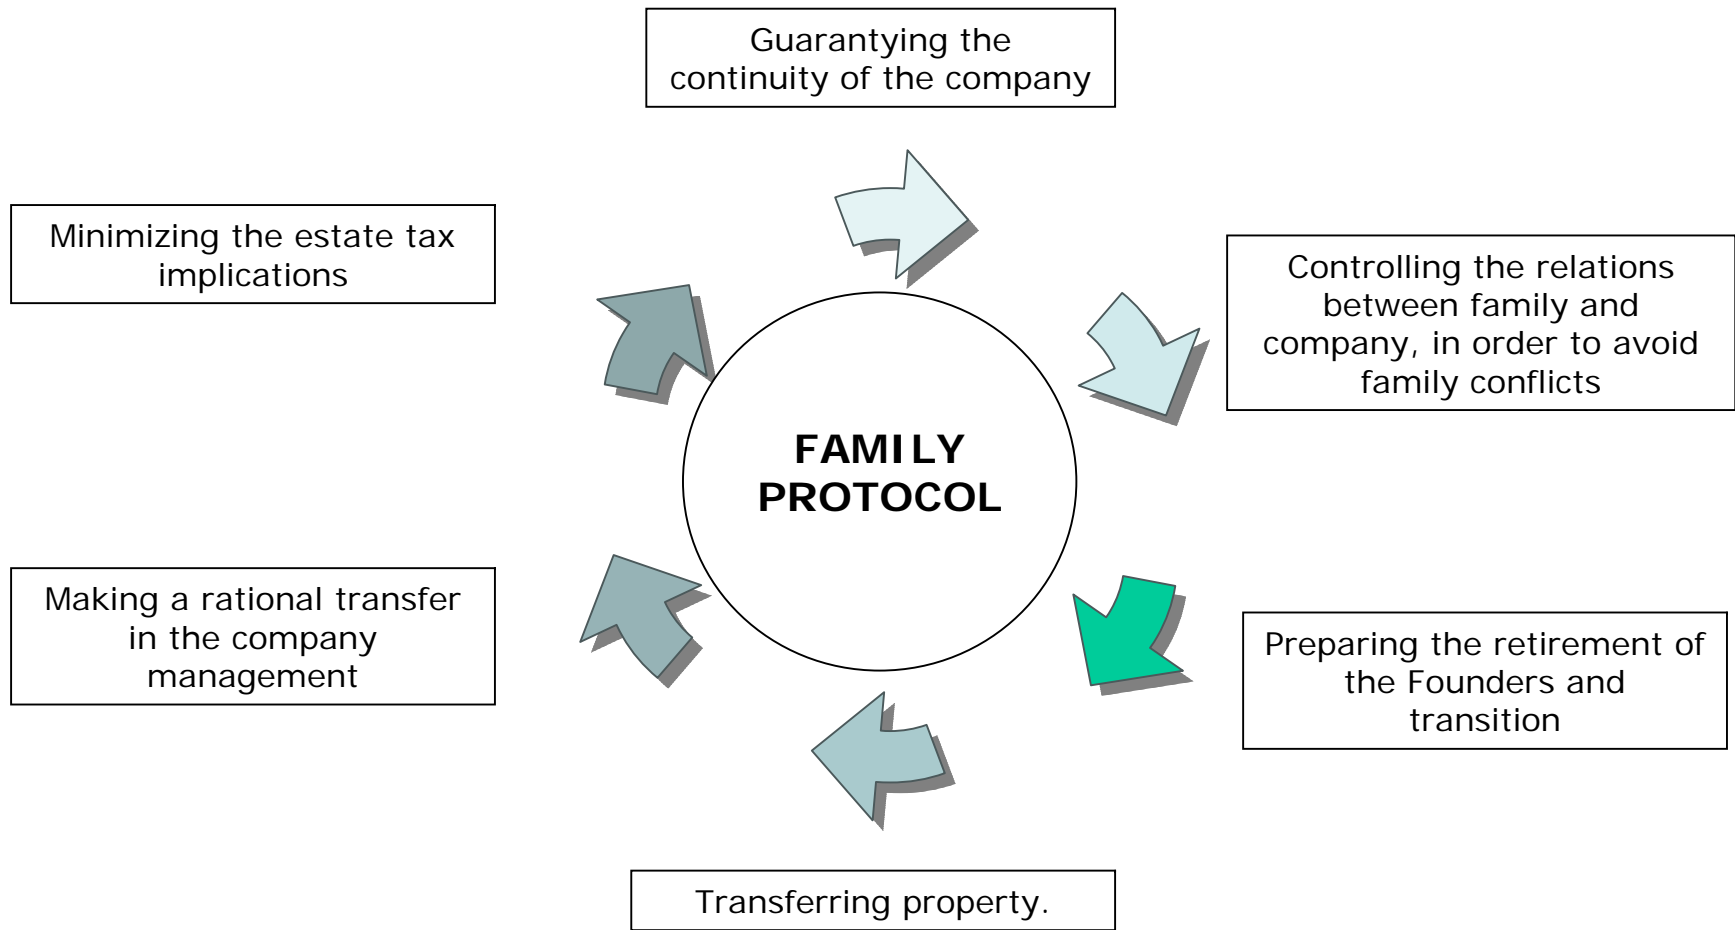 Guarantying the
continuity of the company
Minimizing the estate tax
implications
Controlling the relations
between family and
company, in order to avoid
family conflicts
FAMILY
PROTOCOL
Making a rational transfer
in the company
management
Preparing the retirement of
the Founders and
transition
Transferring property.